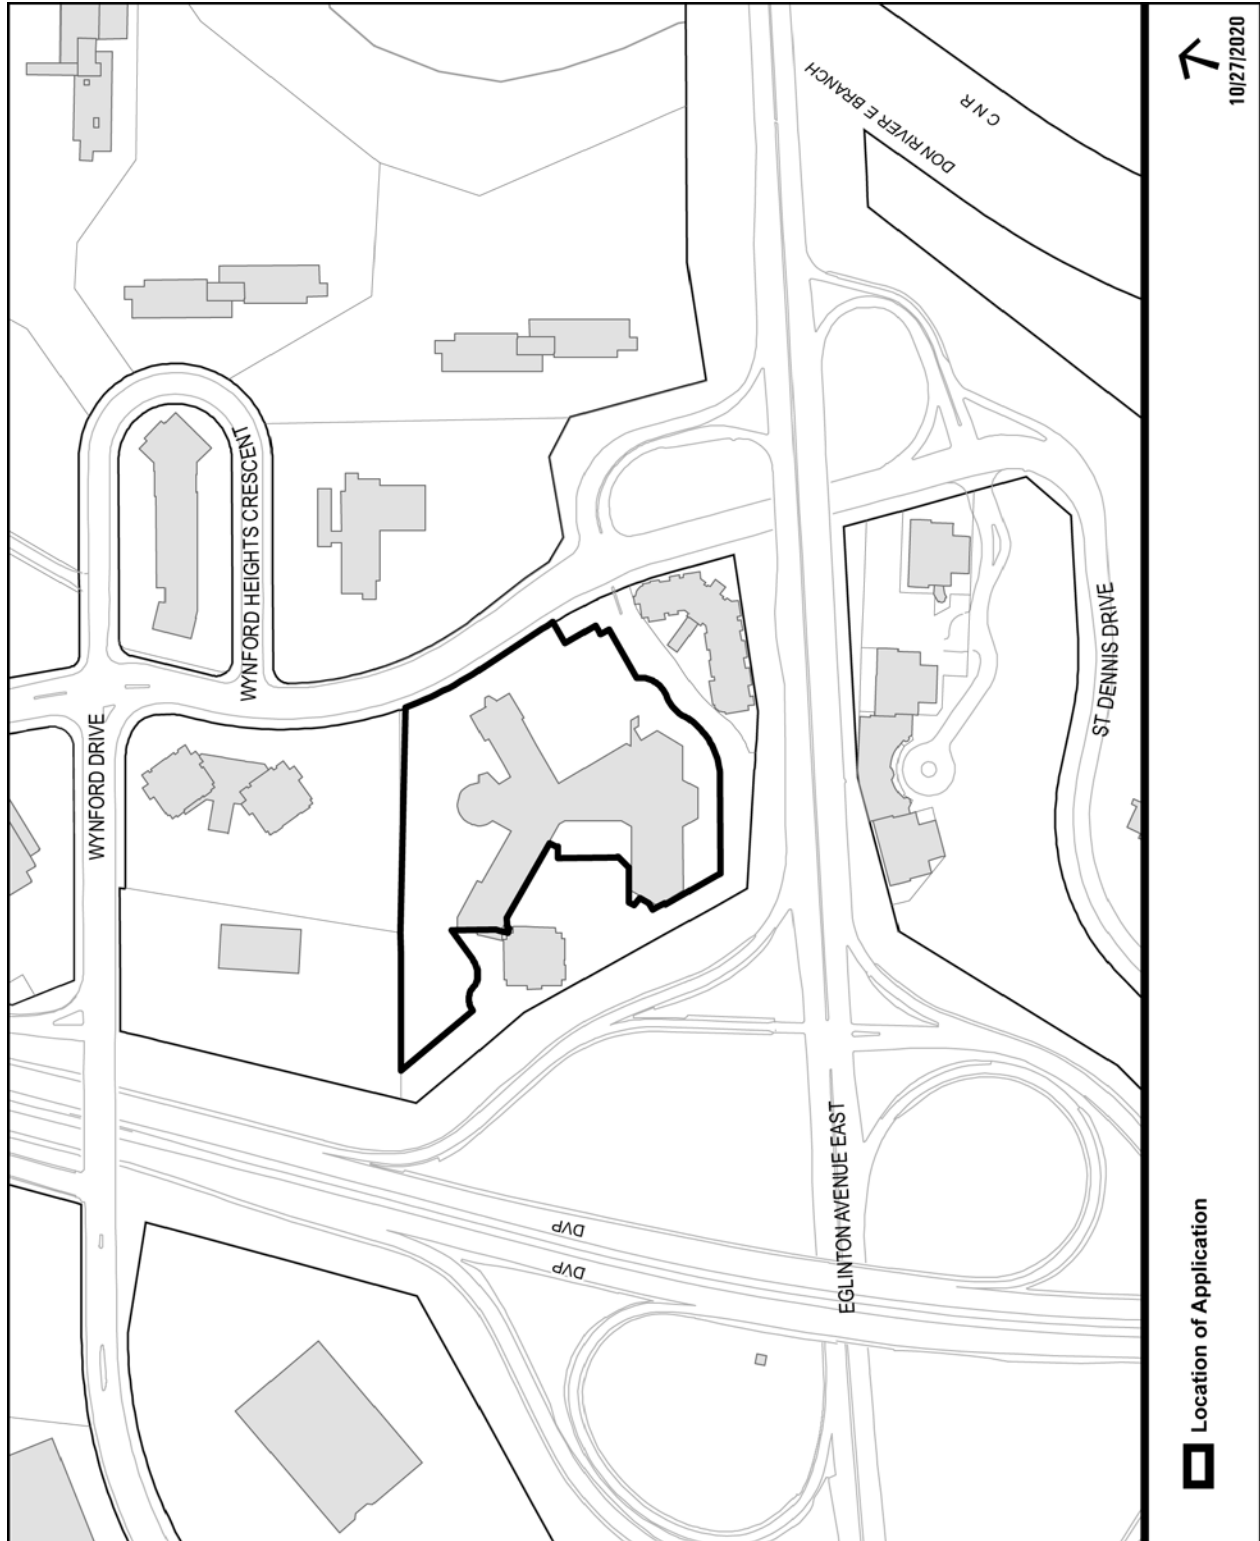 WYNFORD DRIVE
WYNFORD HEIGHTS CRESCENT
DVP
DVP
EGLINTON AVENUE EAST
DON RIVER E BRANCH
C N R
ST DENNIS DRIVE
Location of Application
10/27/2020